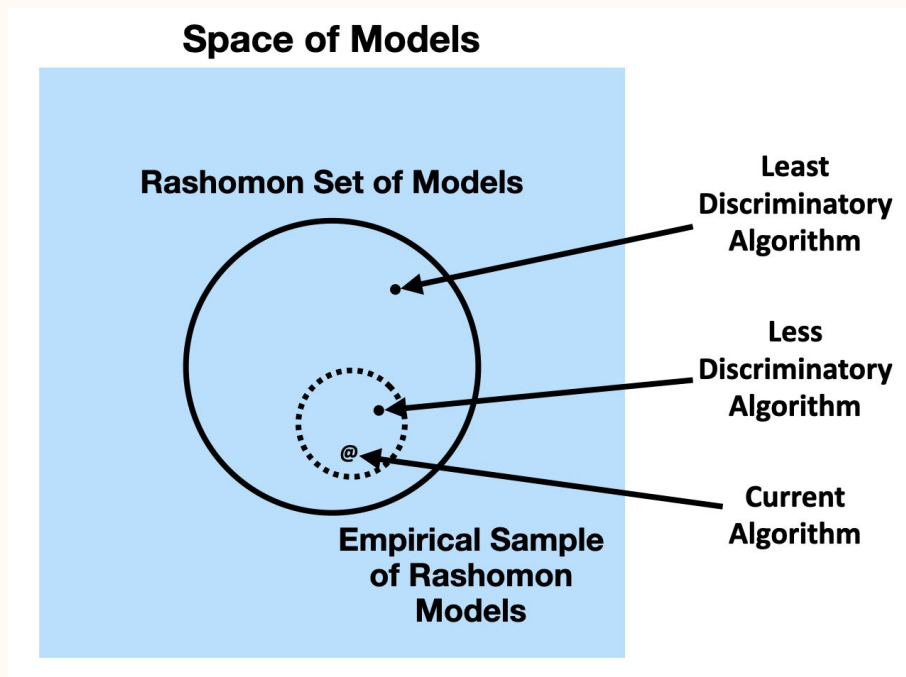 Space of Models
Rashomon Set of Models
Least
Discriminatory
Algorithm
Less
Discriminatory
Algorithm
@
Current
Algorithm
Empirical Sample
of Rashomon
Models